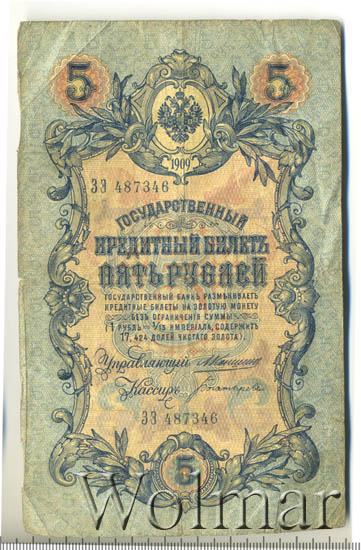 5 5
1909
ЗЭ 487346
ГОСУДАРСТВЕННЫЙ
КРЕДИТНЫЙ БИЛЕТЪ
ПЯТЬ РУБЛЕЙ
ГОСУДАРСТВЕННЫЙ БАНКЪ РАЗМѢНИВАЕТЪ
КРЕДИТНЫЕ БИЛЕТЫ НА ЗОЛОТУЮ МОНЕТУ
БЕЗЪ ОГРАНИЧЕНІЯ СУММЫ
(1 РУБЛЬ = 1/15 ИМПЕРІАЛА, СОДЕРЖИТЪ
17,424 ДОЛЕЙ ЧИСТАГО ЗОЛОТА).
Управляющій
Кассиръ
ЗЭ 487346
5
Wolmar